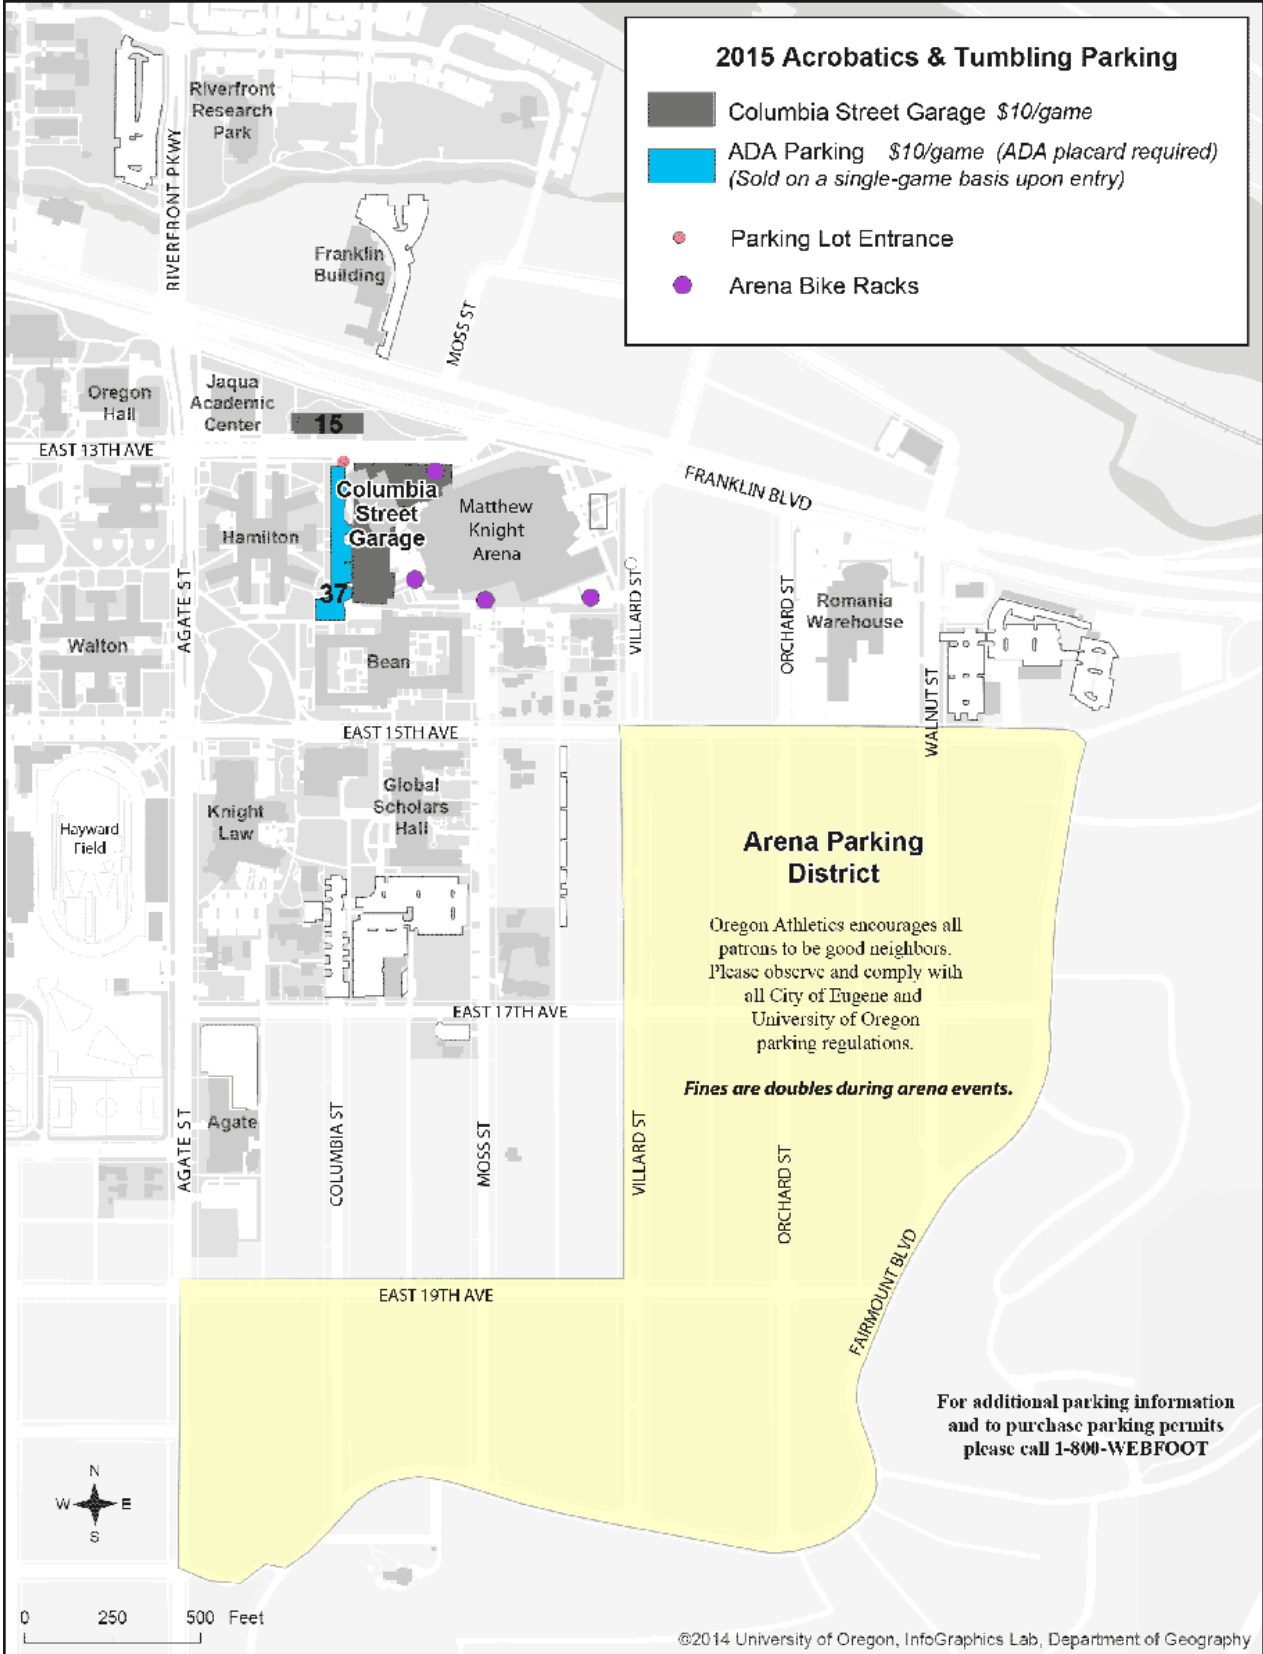 2015 Acrobatics & Tumbling Parking
Columbia Street Garage $10/game
ADA Parking $10/game (ADA placard required)
(Sold on a single-game basis upon entry)
Parking Lot Entrance
Arena Bike Racks
Riverfront
Research
Park
RIVERFRONT PKWY
Franklin
Building
MOSS ST
Oregon
Hall
Jaqua
Academic
Center
15
EAST 13TH AVE
FRANKLIN BLVD
Columbia
Street
Garage
Matthew
Knight
Arena
Hamilton
37
AGATE ST
VILLARD ST
ORCHARD ST
Romania
Warehouse
Walton
Bean
WALNUT ST
EAST 15TH AVE
Hayward
Field
Knight
Law
Global
Scholars
Hall
Arena Parking
District
Oregon Athletics encourages all
patrons to be good neighbors.
Please observe and comply with
all City of Eugene and
University of Oregon
parking regulations.
Fines are doubles during arena events.
EAST 17TH AVE
Agate
AGATE ST
COLUMBIA ST
MOSS ST
VILLARD ST
ORCHARD ST
FAIRMOUNT BLVD
EAST 19TH AVE
For additional parking information
and to purchase parking permits
please call 1-800-WEBFOOT
N
W E
S
0 250 500 Feet
©2014 University of Oregon, InfoGraphics Lab, Department of Geography